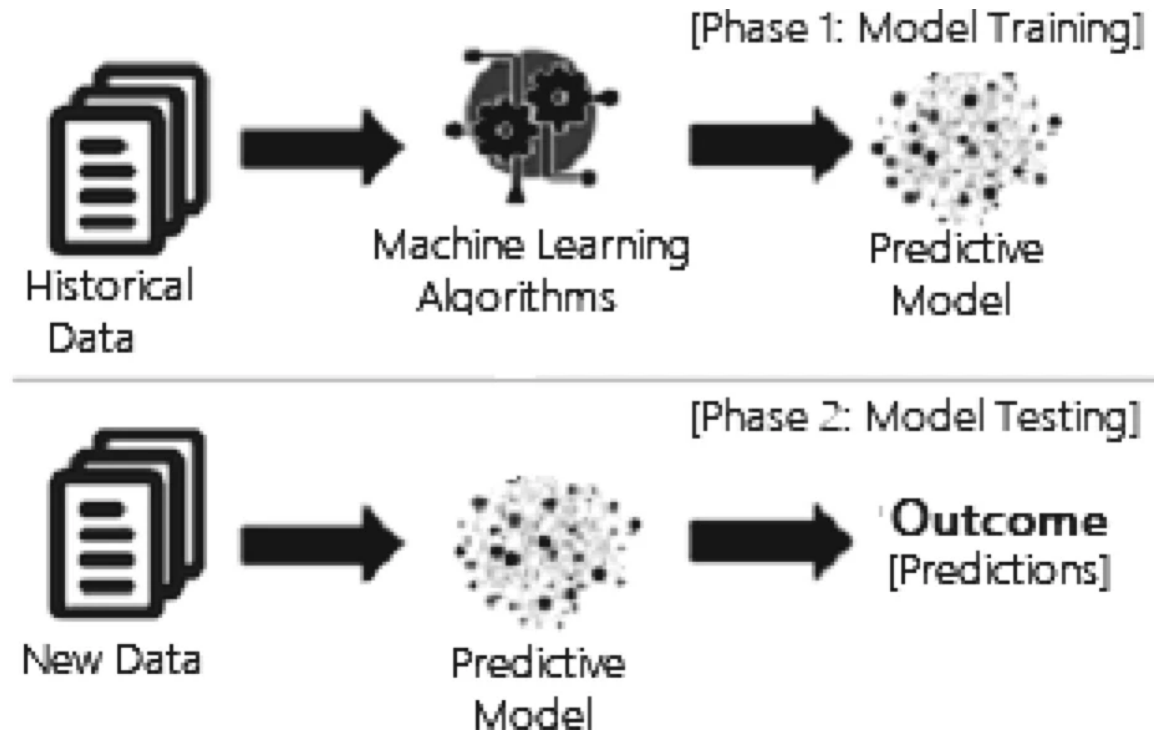 [Phase 1: Model Training]
Historical
Data
Machine Learning
Algorithms
Predictive
Model
[Phase 2: Model Testing]
New Data
Predictive
Model
Outcome
[Predictions]